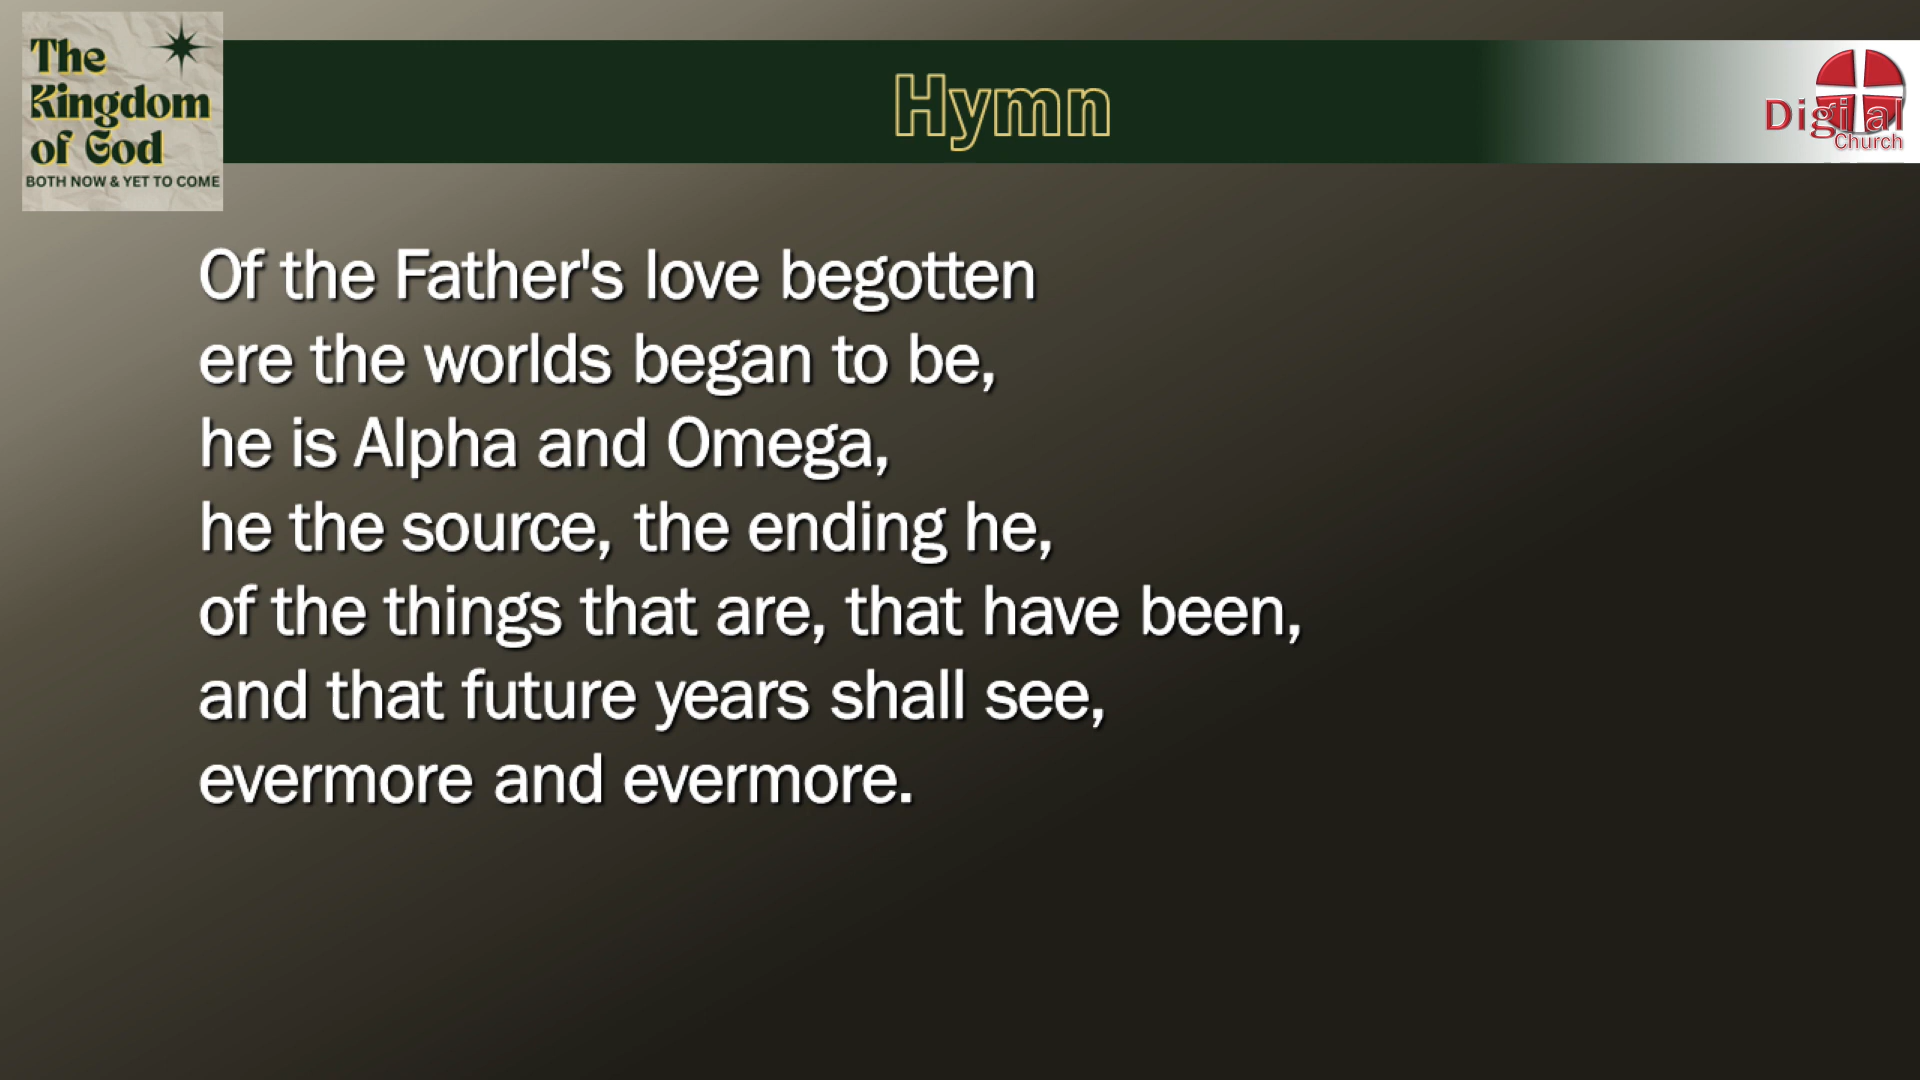 The
Kingdom
of God
BOTH NOW & YET TO COME
Hymn
Digital
Church
Of the Father's love begotten
ere the worlds began to be,
he is Alpha and Omega,
he the source, the ending he,
of the things that are, that have been,
and that future years shall see,
evermore and evermore.